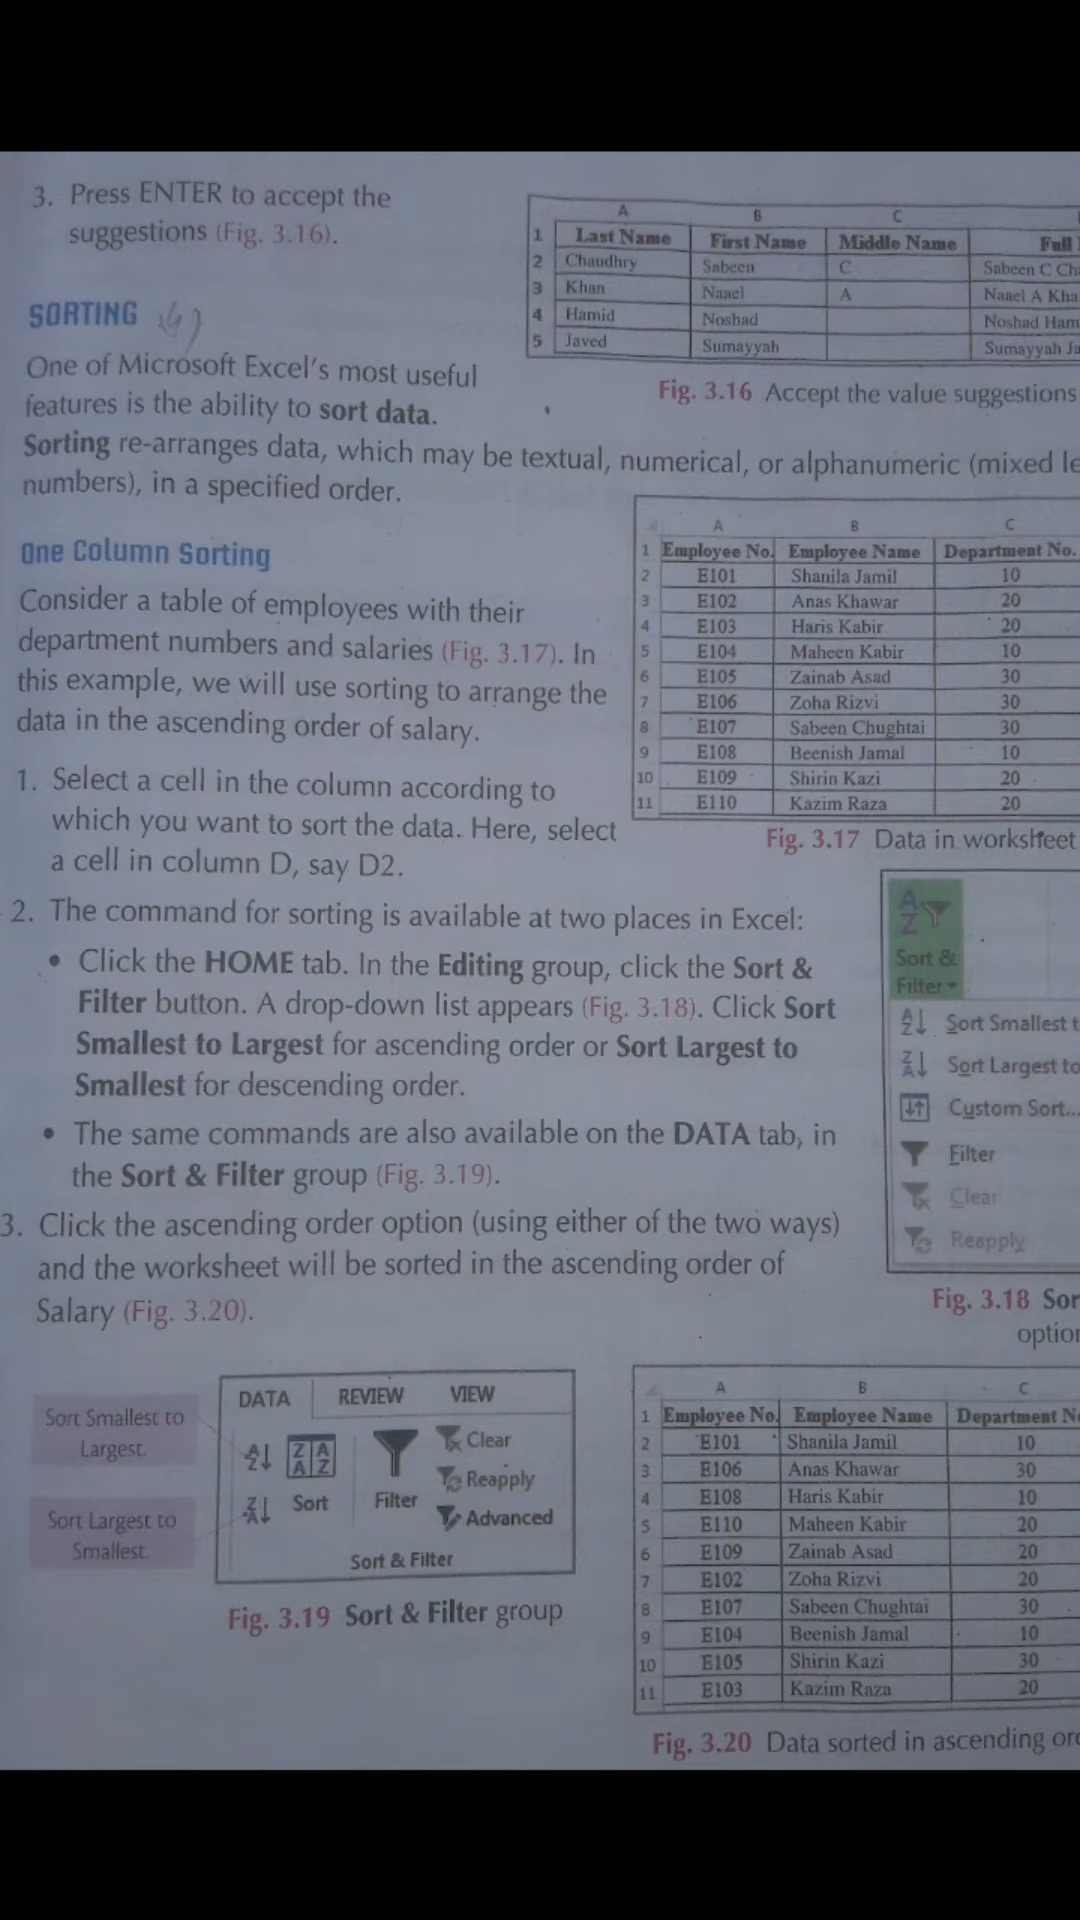 3. Press ENTER to accept the
suggestions (Fig. 3.16).
A B C
1 Last Name First Name Middle Name Full
2 Chaudhry Sabeen C Sabeen C
3 Khan Naael A Naael A
4 Hamid Noshad Noshad
5 Javed Sumayyah Sumayyah
Fig. 3.16 Accept the value suggestions
SORTING
One of Microsoft Excel's most useful
features is the ability to sort data.
Sorting re-arranges data, which may be textual, numerical, or alphanumeric (mixed
numbers), in a specified order.
One Column Sorting
Consider a table of employees with their
department numbers and salaries (Fig. 3.17). In
this example, we will use sorting to arrange the
data in the ascending order of salary.
1. Select a cell in the column according to
which you want to sort the data. Here, select
a cell in column D, say D2.
A B C
1 Employee No. Employee Name Department No.
2 E101 Shanila Jamil 10
3 E102 Anas Khawar 20
4 E103 Haris Kabir 20
5 E104 Maheen Kabir 10
6 E105 Zainab Asad 30
7 E106 Zoha Rizvi 30
8 E107 Sabeen Chughtai 30
9 E108 Beenish Jamal 10
10 E109 Shirin Kazi 20
11 E110 Kazim Raza 20
Fig. 3.17 Data in worksheet
2. The command for sorting is available at two places in Excel:
• Click the HOME tab. In the Editing group, click the Sort &
Filter button. A drop-down list appears (Fig. 3.18). Click Sort
Smallest to Largest for ascending order or Sort Largest to
Smallest for descending order.
• The same commands are also available on the DATA tab, in
the Sort & Filter group (Fig. 3.19).
3. Click the ascending order option (using either of the two ways)
and the worksheet will be sorted in the ascending order of
Salary (Fig. 3.20).
Sort &
Filter
Sort Smallest
Sort Largest to
Custom Sort...
Filter
Clear
Reapply
Fig. 3.18
Sort Smallest to
Largest.
Sort Largest to
Smallest.
DATA REVIEW VIEW
Sort
Filter
Clear
Reapply
Advanced
Sort & Filter
Fig. 3.19 Sort & Filter group
A B C
1 Employee No. Employee Name Department
2 E101 Shanila Jamil 10
3 E106 Anas Khawar 30
4 E108 Haris Kabir 10
5 E110 Maheen Kabir 20
6 E109 Zainab Asad 20
7 E102 Zoha Rizvi 20
8 E107 Sabeen Chughtai 30
9 E104 Beenish Jamal 10
10 E105 Shirin Kazi 30
11 E103 Kazim Raza 20
Fig. 3.20 Data sorted in ascending